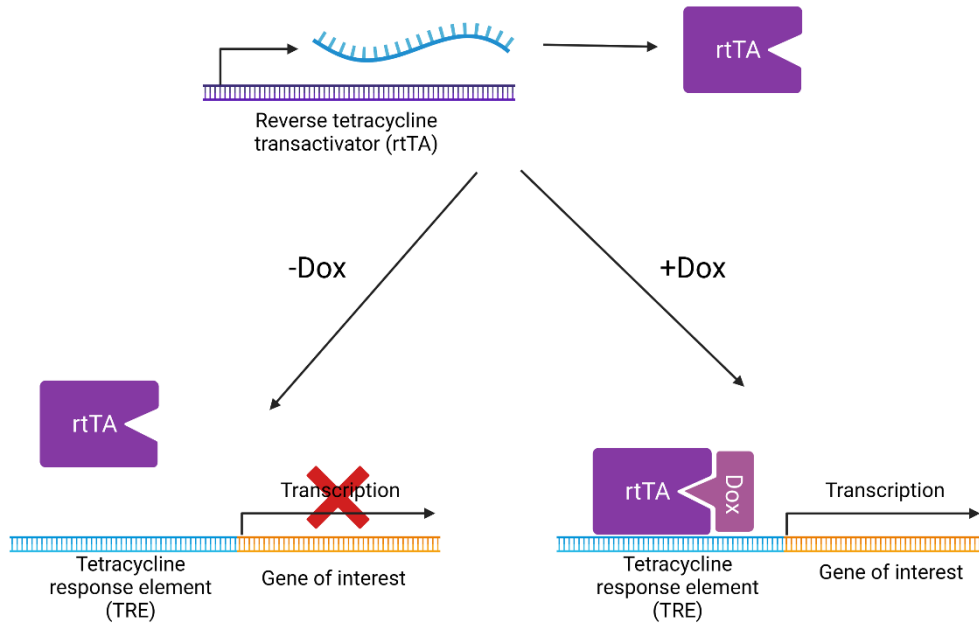 rtTA
Reverse tetracycline
transactivator (rtTA)
-Dox
+Dox
rtTA
Transcription
Tetracycline
response element
(TRE)
Gene of interest
rtTA
Dox
Transcription
Tetracycline
response element
(TRE)
Gene of interest